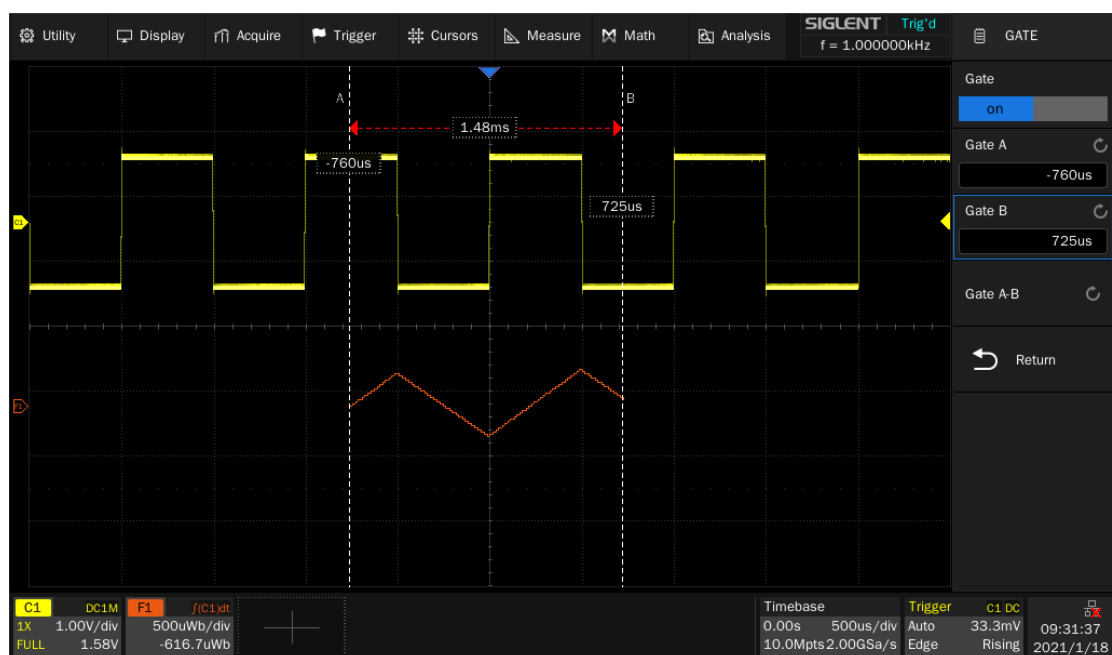 Utility
Display
Acquire
Trigger
Cursors
Measure
Math
Analysis
SIGLENT Trig'd
f = 1.000000kHz
GATE
A
B
1.48ms
-760us
725us
C1
F1
Gate
on
Gate A
-760us
Gate B
725us
Gate A-B
Return
C1 DC1M
1X 1.00V/div
FULL 1.58V
F1 ∫(C1)dt
500uWb/div
-616.7uWb
Timebase
0.00s 500us/div
10.0Mpts 2.00GSa/s
Trigger C1 DC
Auto 33.3mV
Edge Rising
09:31:37
2021/1/18